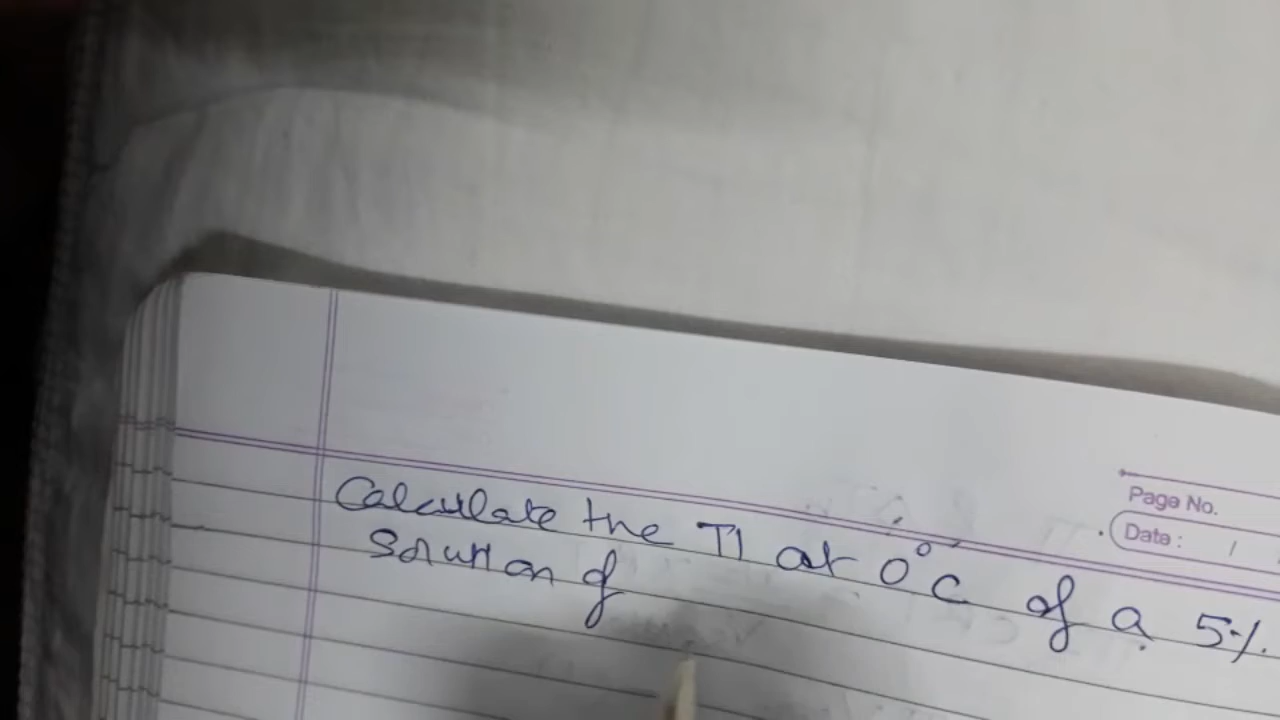 Page No.
Date : /
Calculate the π at 0°C of a 5%.
Solution of